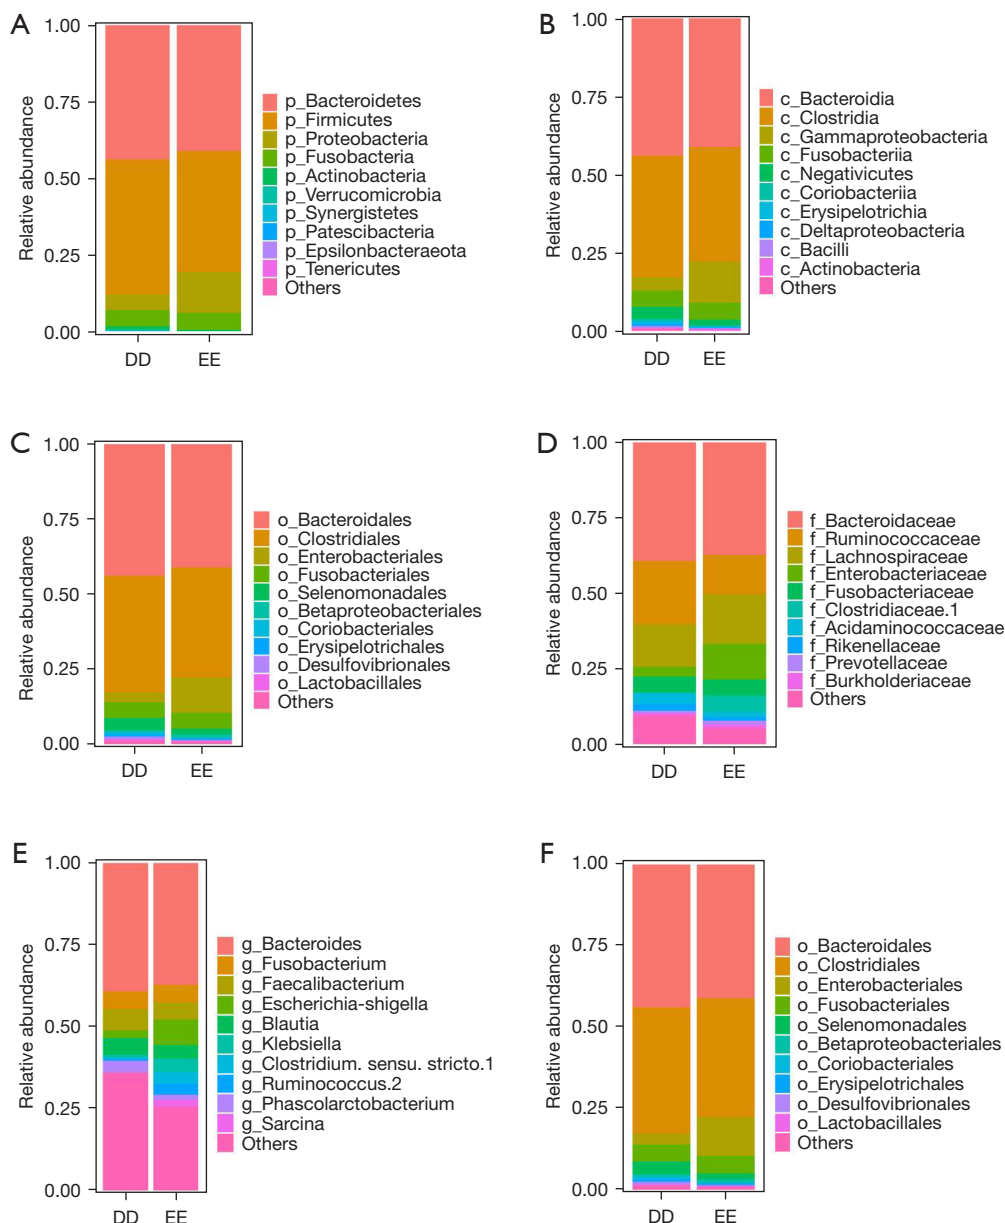 A
Relative abundance
1.00
0.75
0.50
0.25
0.00
DD
EE
p_Bacteroidetes
p_Firmicutes
p_Proteobacteria
p_Fusobacteria
p_Actinobacteria
p_Verrucomicrobia
p_Synergistetes
p_Patescibacteria
p_Epsilonbacteraeota
p_Tenericutes
Others
B
Relative abundance
1.00
0.75
0.50
0.25
0.00
DD
EE
c_Bacteroidia
c_Clostridia
c_Gammaproteobacteria
c_Fusobacteriia
c_Negativicutes
c_Coriobacteriia
c_Erysipelotrichia
c_Deltaproteobacteria
c_Bacilli
c_Actinobacteria
Others
C
Relative abundance
1.00
0.75
0.50
0.25
0.00
DD
EE
o_Bacteroidales
o_Clostridiales
o_Enterobacteriales
o_Fusobacteriales
o_Selenomonadales
o_Betaproteobacteriales
o_Coriobacteriales
o_Erysipelotrichales
o_Desulfovibrionales
o_Lactobacillales
Others
D
Relative abundance
1.00
0.75
0.50
0.25
0.00
DD
EE
f_Bacteroidaceae
f_Ruminococcaceae
f_Lachnospiraceae
f_Enterobacteriaceae
f_Fusobacteriaceae
f_Clostridiaceae.1
f_Acidaminococcaceae
f_Rikenellaceae
f_Prevotellaceae
f_Burkholderiaceae
Others
E
Relative abundance
1.00
0.75
0.50
0.25
0.00
DD
EE
g_Bacteroides
g_Fusobacterium
g_Faecalibacterium
g_Escherichia-shigella
g_Blautia
g_Klebsiella
g_Clostridium. sensu. stricto.1
g_Ruminococcus.2
g_Phascolarctobacterium
g_Sarcina
Others
F
Relative abundance
1.00
0.75
0.50
0.25
0.00
DD
EE
o_Bacteroidales
o_Clostridiales
o_Enterobacteriales
o_Fusobacteriales
o_Selenomonadales
o_Betaproteobacteriales
o_Coriobacteriales
o_Erysipelotrichales
o_Desulfovibrionales
o_Lactobacillales
Others